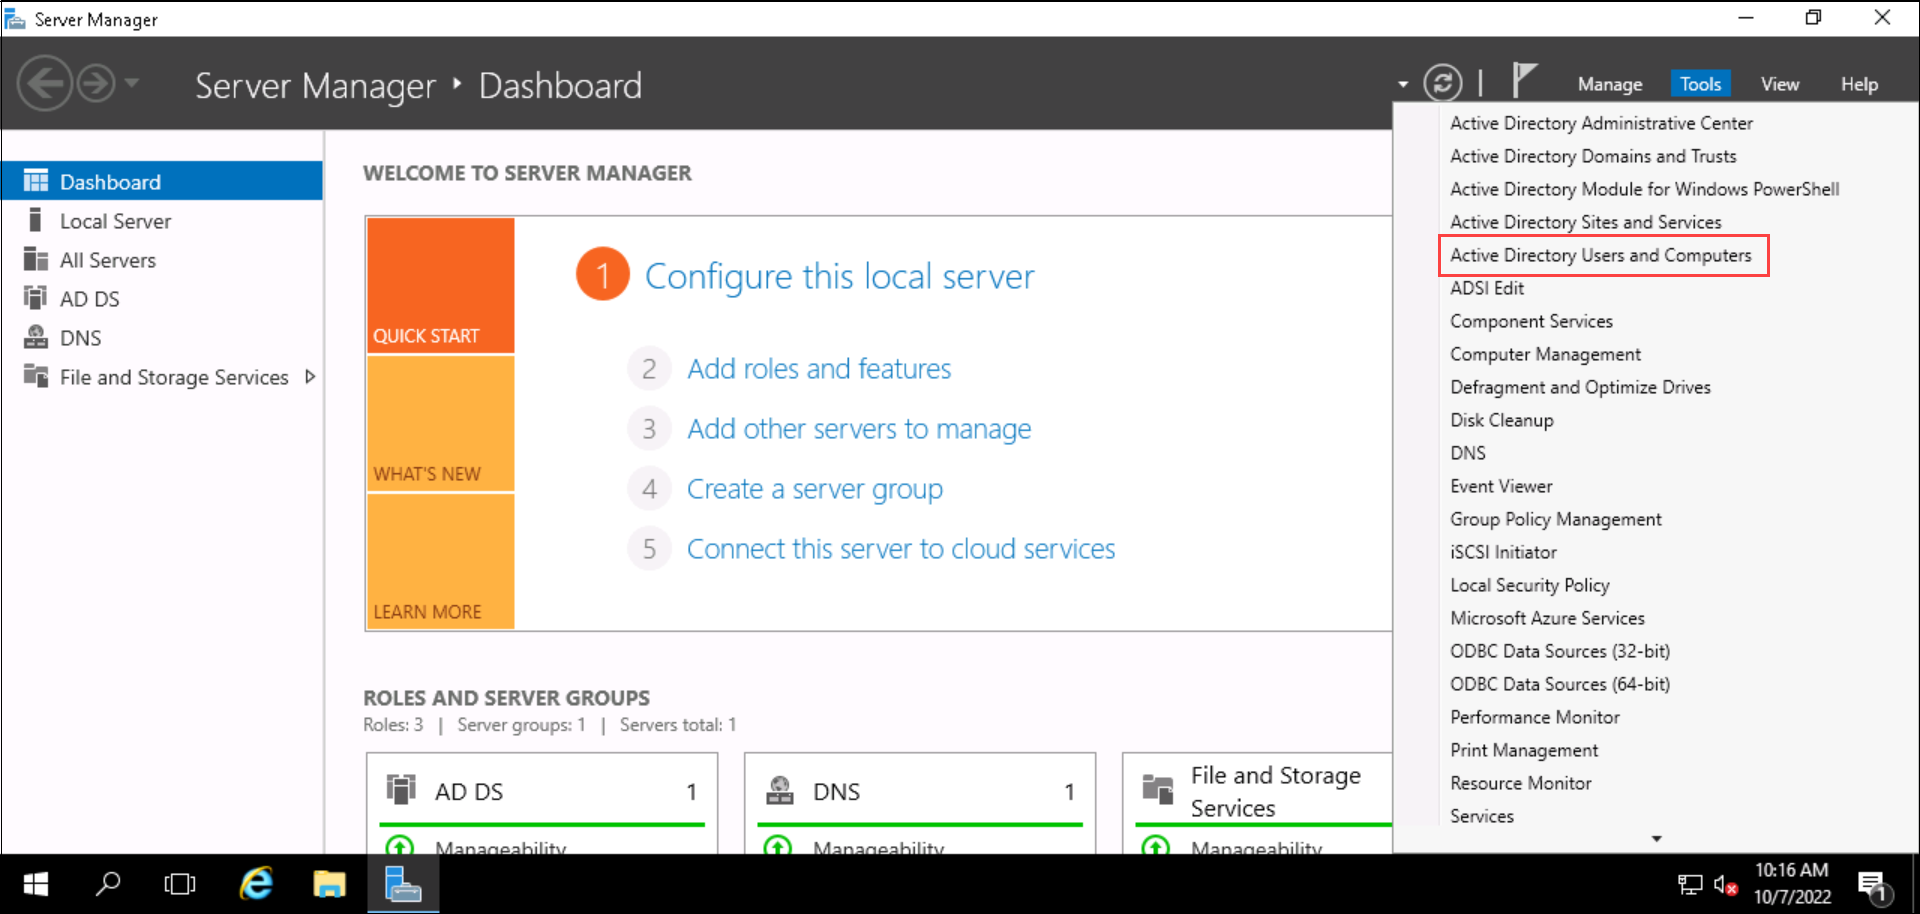 Server Manager
Server Manager ‣ Dashboard
Manage
Tools
View
Help
Dashboard
Local Server
All Servers
AD DS
DNS
File and Storage Services
WELCOME TO SERVER MANAGER
QUICK START
WHAT'S NEW
LEARN MORE
1 Configure this local server
2 Add roles and features
3 Add other servers to manage
4 Create a server group
5 Connect this server to cloud services
ROLES AND SERVER GROUPS
Roles: 3 | Server groups: 1 | Servers total: 1
AD DS 1
Manageability
DNS 1
Manageability
File and Storage
Services
Manageability
Active Directory Administrative Center
Active Directory Domains and Trusts
Active Directory Module for Windows PowerShell
Active Directory Sites and Services
Active Directory Users and Computers
ADSI Edit
Component Services
Computer Management
Defragment and Optimize Drives
Disk Cleanup
DNS
Event Viewer
Group Policy Management
iSCSI Initiator
Local Security Policy
Microsoft Azure Services
ODBC Data Sources (32-bit)
ODBC Data Sources (64-bit)
Performance Monitor
Print Management
Resource Monitor
Services
10:16 AM
10/7/2022
1